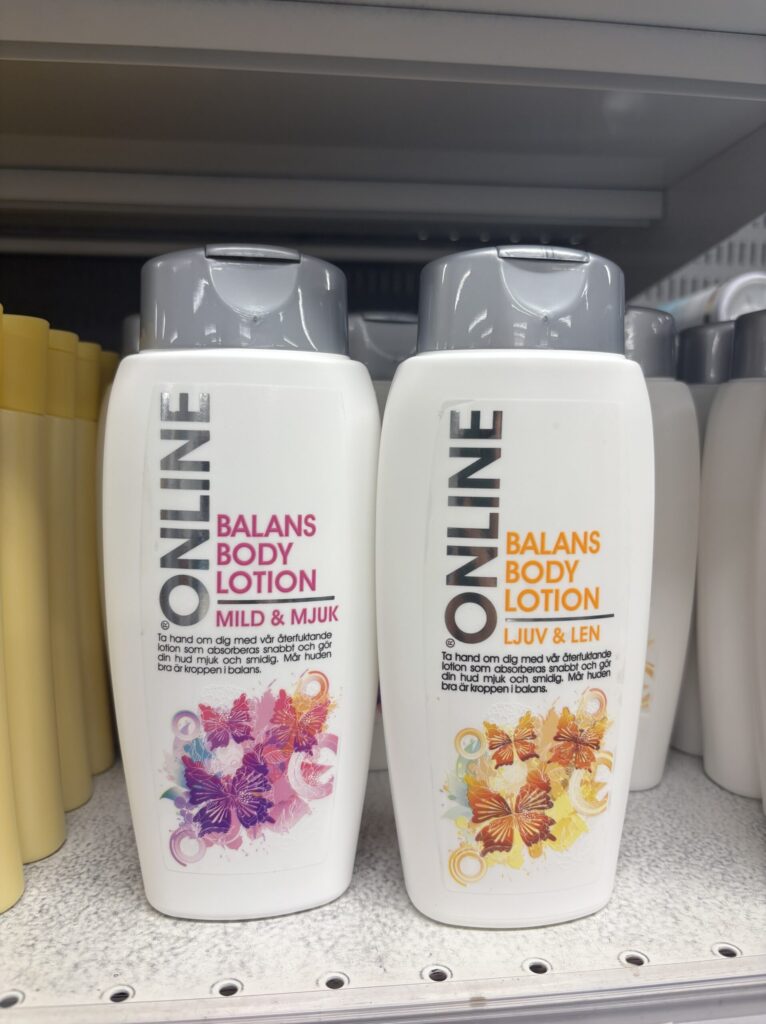 ONLINE®
BALANS
BODY
LOTION
MILD & MJUK
Ta hand om dig med vår återfuktande
lotion som absorberas snabbt och gör
din hud mjuk och smidig. Mår huden
bra är kroppen i balans.
ONLINE®
BALANS
BODY
LOTION
LJUV & LEN
Ta hand om dig med vår återfuktande
lotion som absorberas snabbt och gör
din hud mjuk och smidig. Mår huden
bra är kroppen i balans.